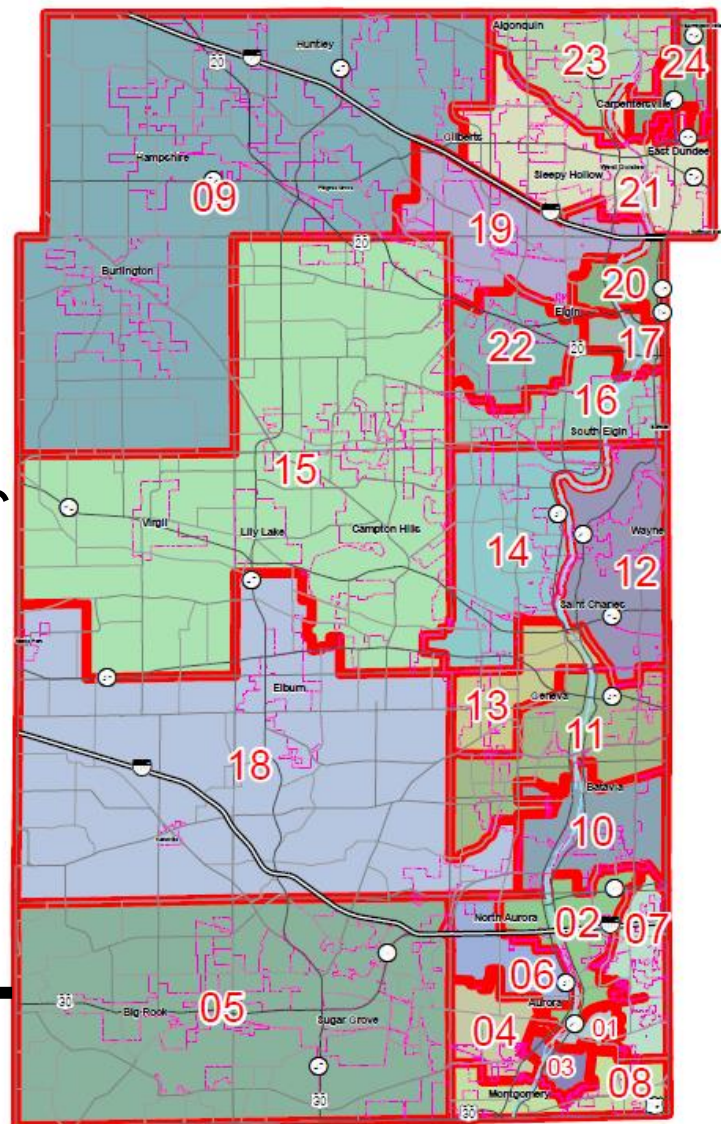 Algonquin
Huntley
20
23
24
Carpentersville
Gilberts
East Dundee
Hampshire
West Dundee
Sleepy Hollow
09
21
19
20
Burlington
20
Elgin
17
22
20
16
South Elgin
15
Virgil
Lily Lake
Campton Hills
14
Wayne
12
Saint Charles
Elburn
13
Geneva
11
18
Batavia
10
North Aurora
02
07
06
30
05
Aurora
Big Rock
Sugar Grove
04
01
03
08
Montgomery
30
30